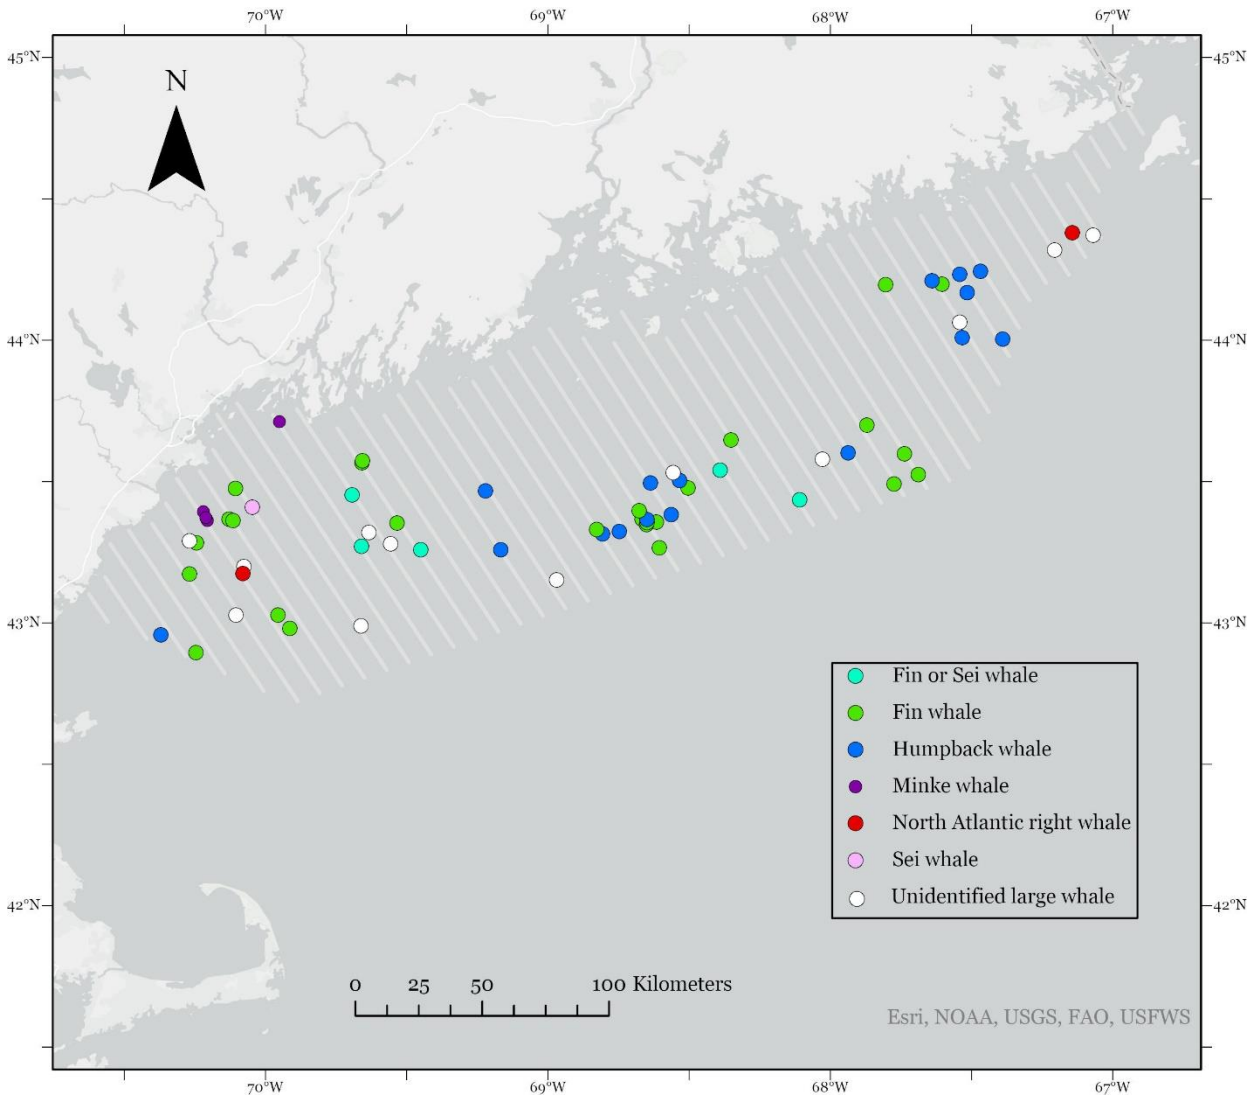 70°W 69°W 68°W 67°W
45°N 45°N
N
44°N 44°N
43°N 43°N
Fin or Sei whale
Fin whale
Humpback whale
Minke whale
North Atlantic right whale
Sei whale
Unidentified large whale
42°N 42°N
0 25 50 100 Kilometers
Esri, NOAA, USGS, FAO, USFWS
70°W 69°W 68°W 67°W